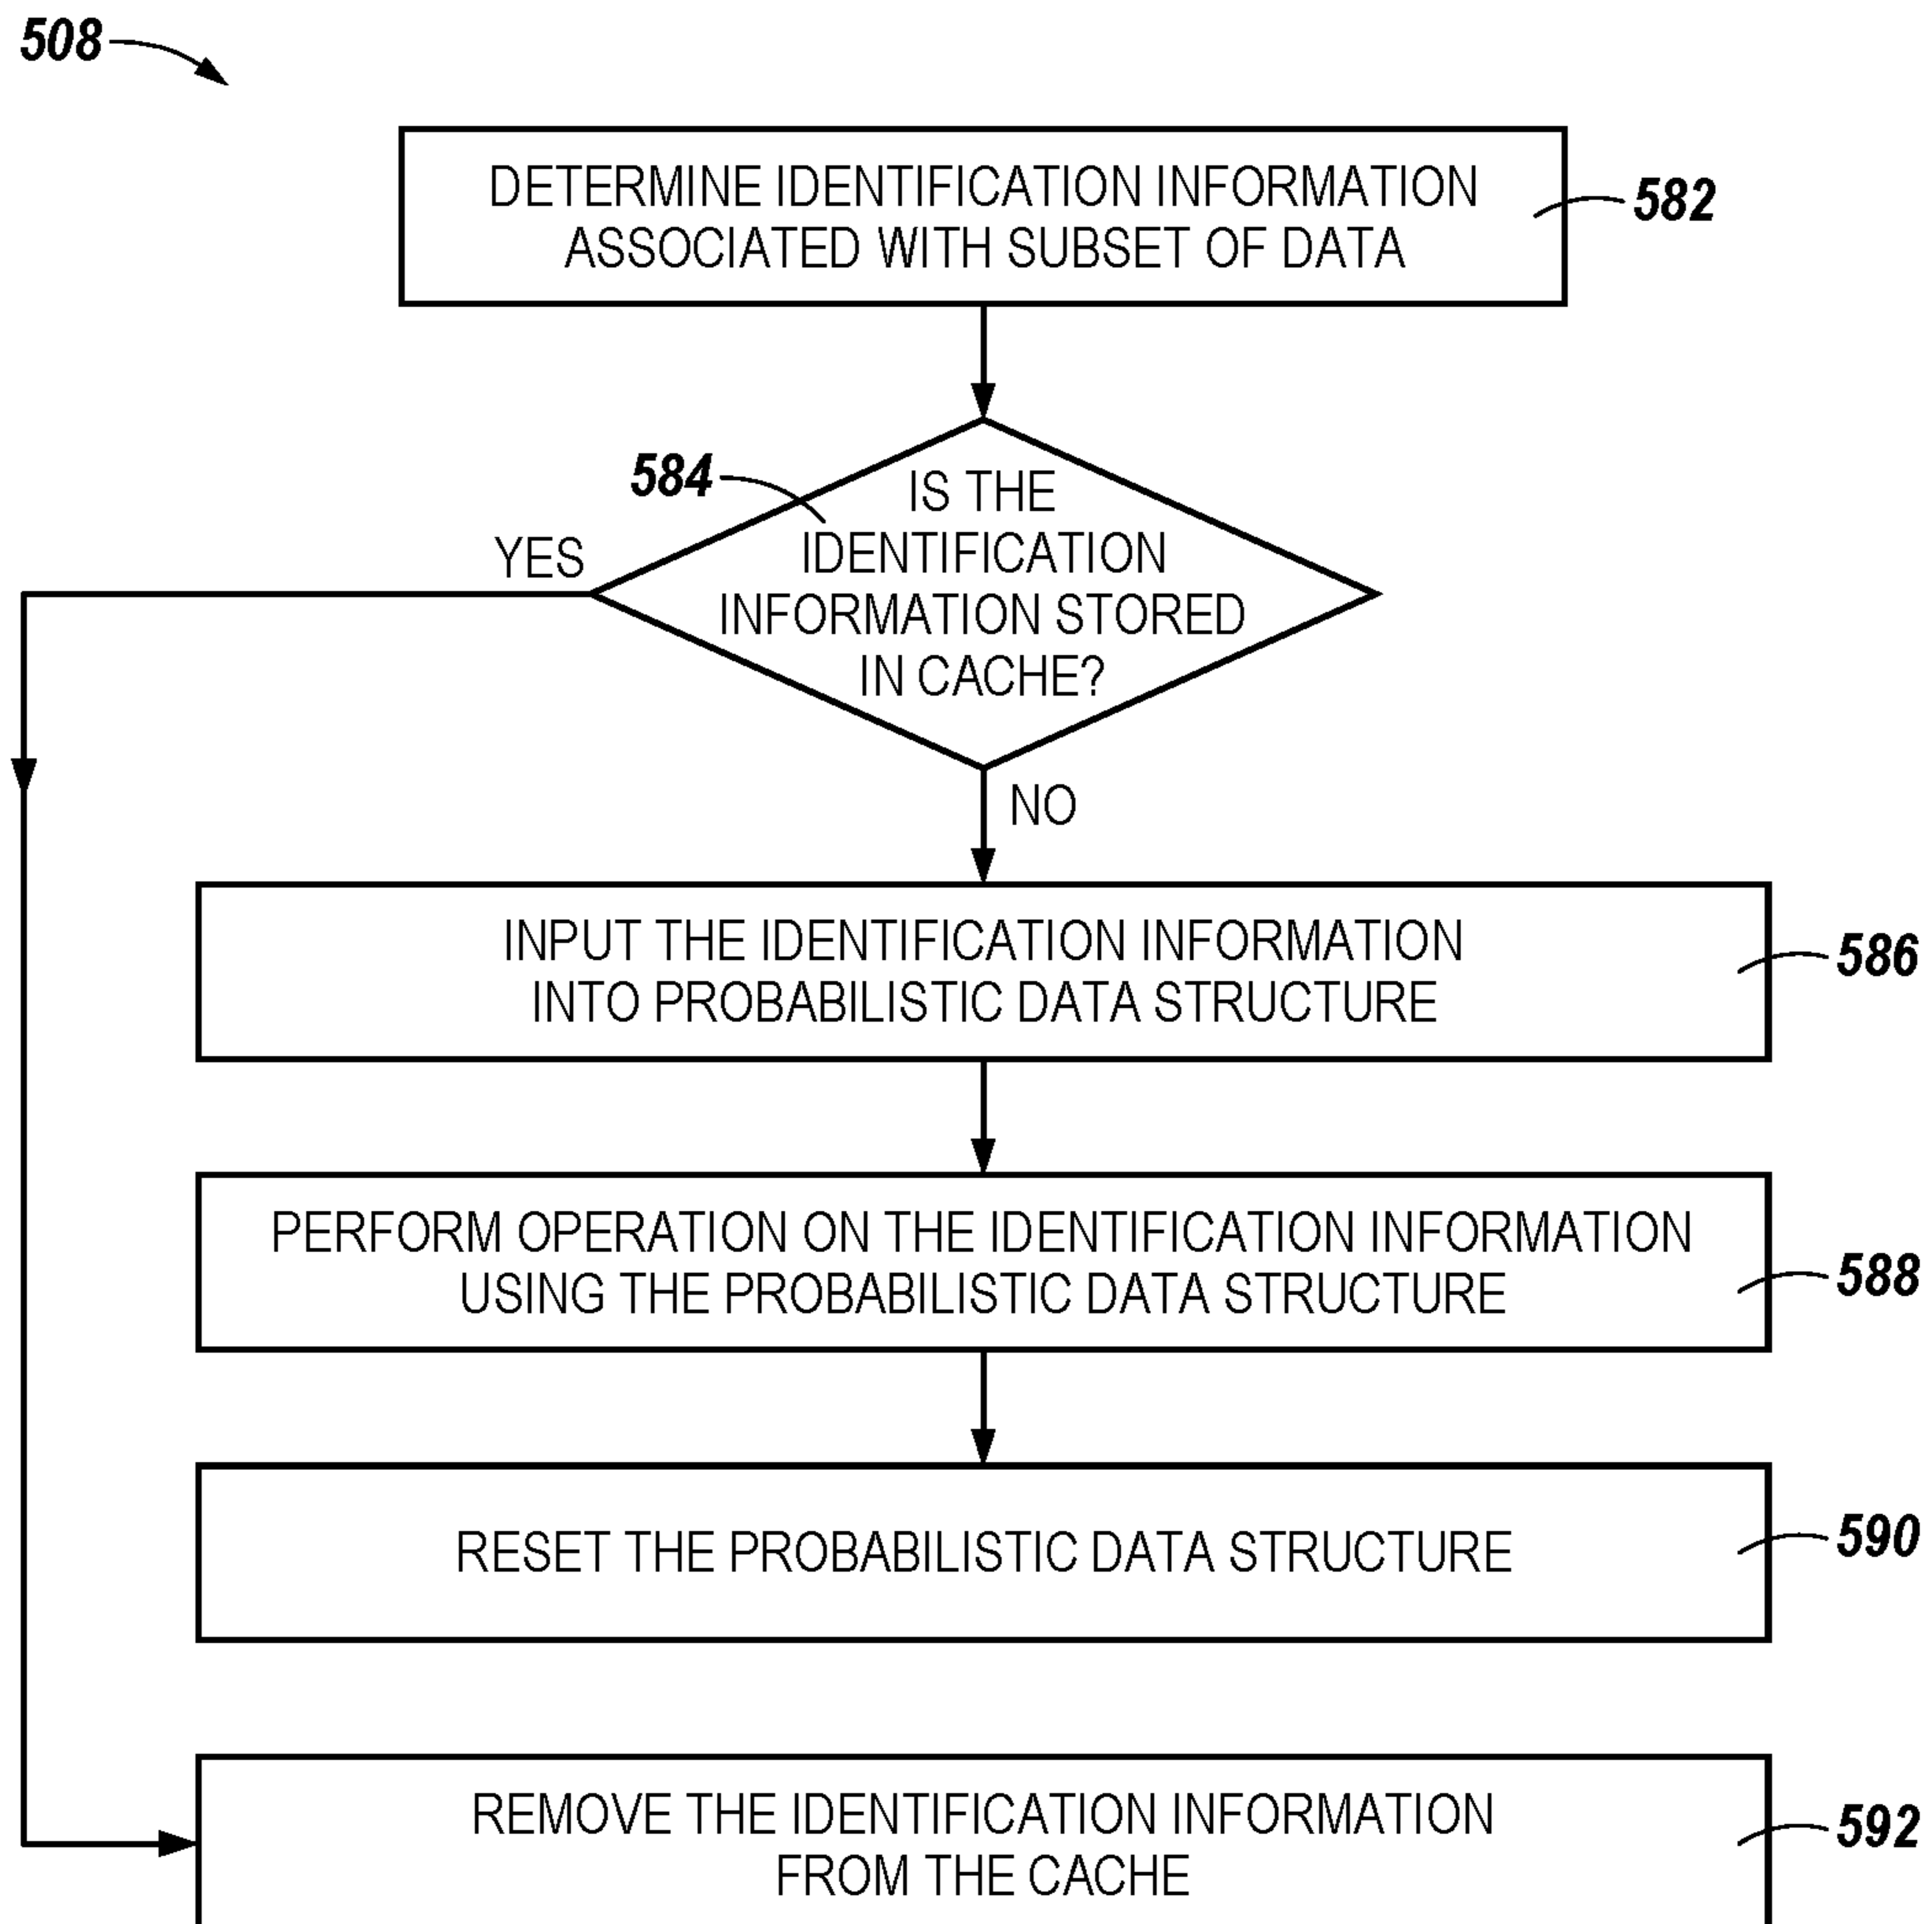 508
DETERMINE IDENTIFICATION INFORMATION
ASSOCIATED WITH SUBSET OF DATA
582
584
IS THE
IDENTIFICATION
INFORMATION STORED
IN CACHE?
YES
NO
INPUT THE IDENTIFICATION INFORMATION
INTO PROBABILISTIC DATA STRUCTURE
586
PERFORM OPERATION ON THE IDENTIFICATION INFORMATION
USING THE PROBABILISTIC DATA STRUCTURE
588
RESET THE PROBABILISTIC DATA STRUCTURE
590
REMOVE THE IDENTIFICATION INFORMATION
FROM THE CACHE
592